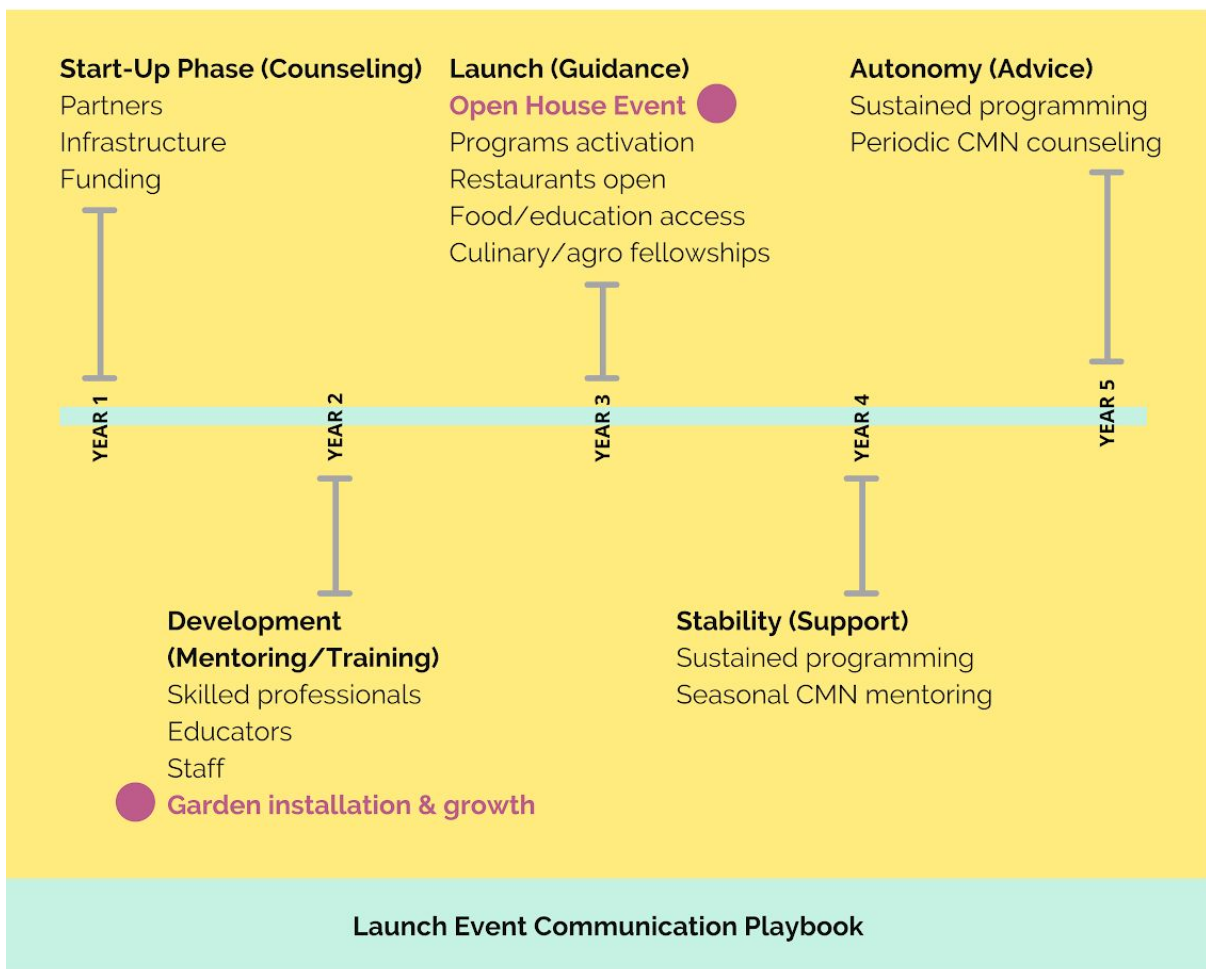 Start-Up Phase (Counseling)
Partners
Infrastructure
Funding
Launch (Guidance)
Open House Event
Programs activation
Restaurants open
Food/education access
Culinary/agro fellowships
Autonomy (Advice)
Sustained programming
Periodic CMN counseling
YEAR 1
YEAR 2
YEAR 3
YEAR 4
YEAR 5
Development
(Mentoring/Training)
Skilled professionals
Educators
Staff
Garden installation & growth
Stability (Support)
Sustained programming
Seasonal CMN mentoring
Launch Event Communication Playbook